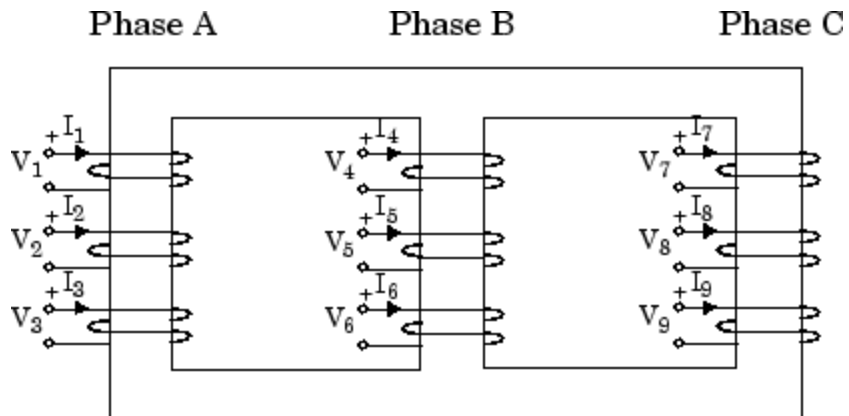 Phase A Phase B Phase C
+ I1 + I4 + I7
V1 V4 V7
+ I2 + I5 + I8
V2 V5 V8
+ I3 + I6 + I9
V3 V6 V9